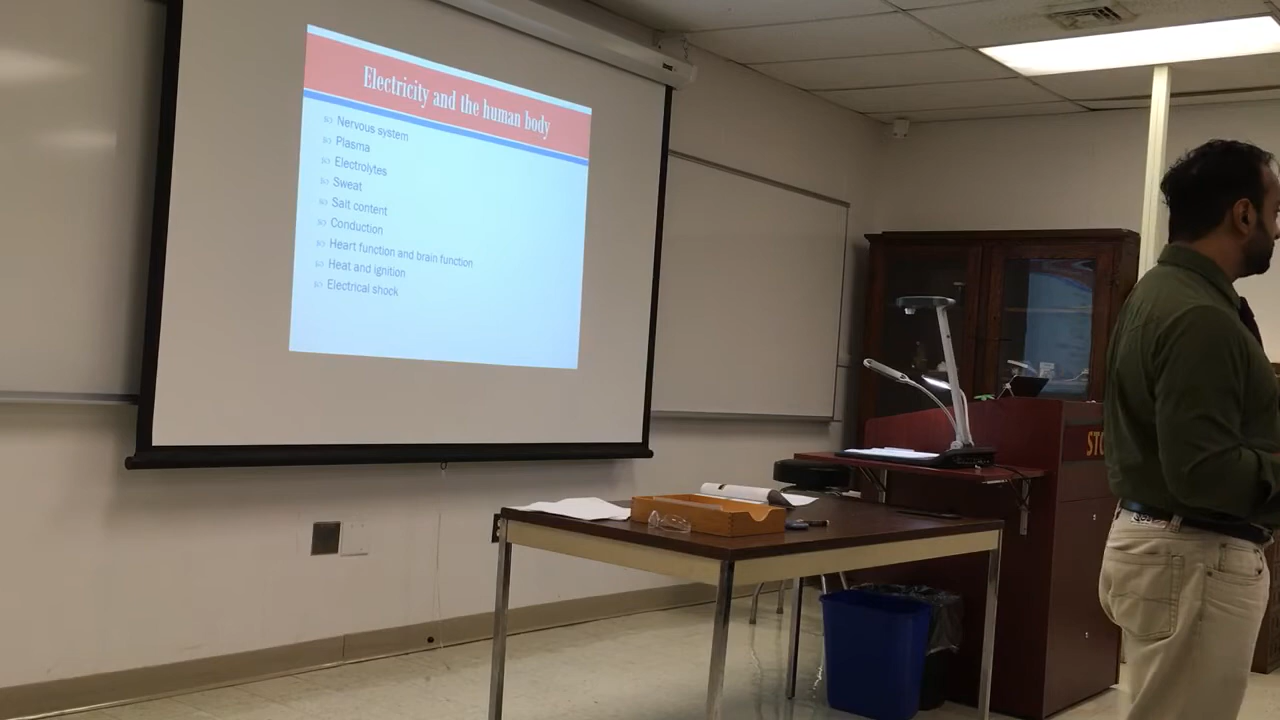 Electricity and the human body
Nervous system
Plasma
Electrolytes
Sweat
Salt content
Conduction
Heart function and brain function
Heat and ignition
Electrical shock
STO